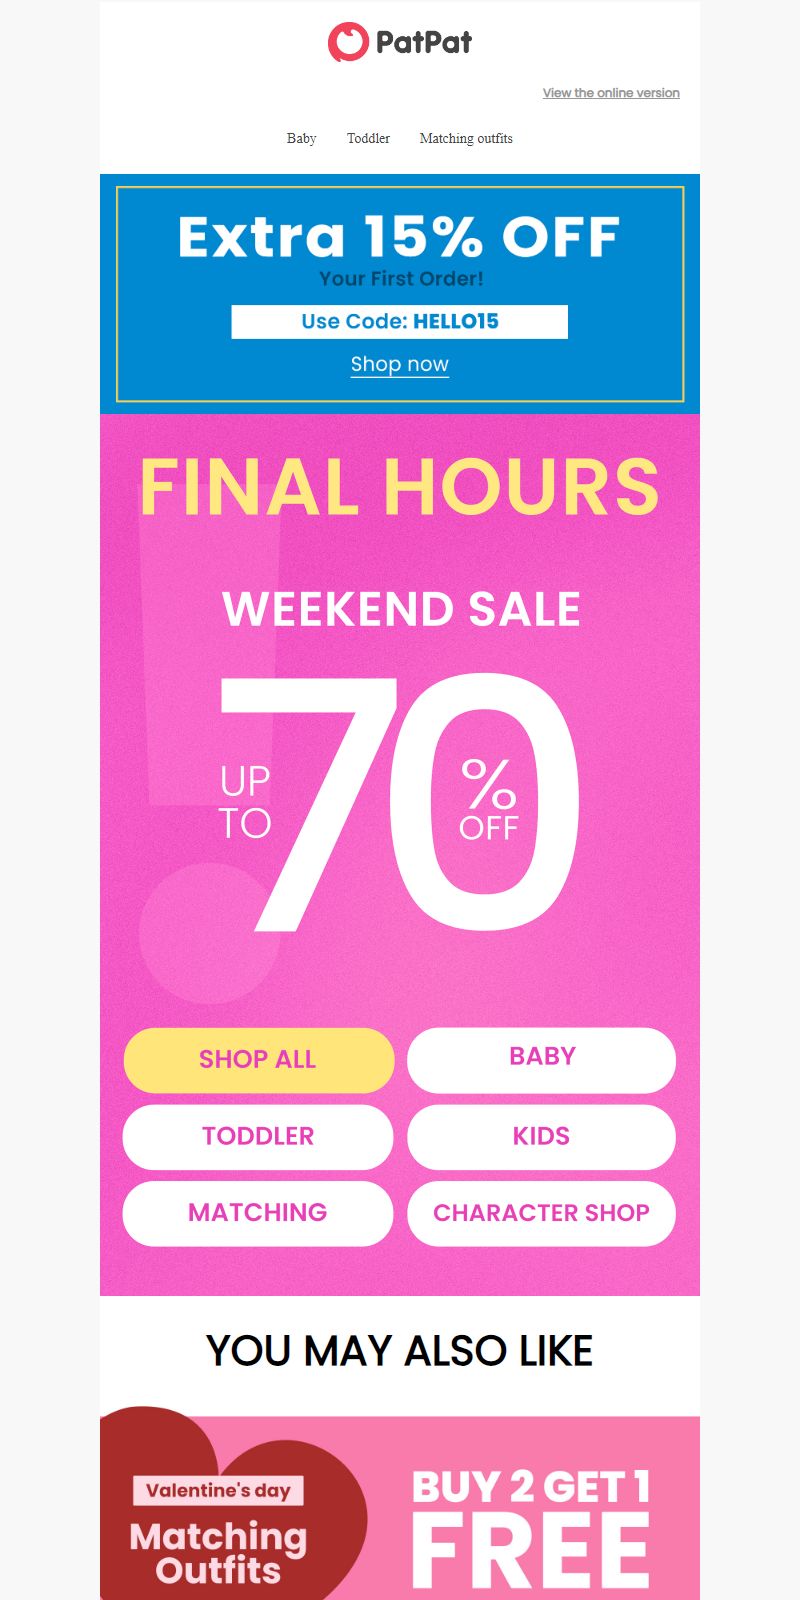 PatPat
View the online version
Baby Toddler Matching outfits
Extra 15% OFF
Your First Order!
Use Code: HELLO15
Shop now
FINAL HOURS
WEEKEND SALE
UP TO 70 % OFF
SHOP ALL
BABY
TODDLER
KIDS
MATCHING
CHARACTER SHOP
YOU MAY ALSO LIKE
Valentine's day
Matching
Outfits
BUY 2 GET 1
FREE